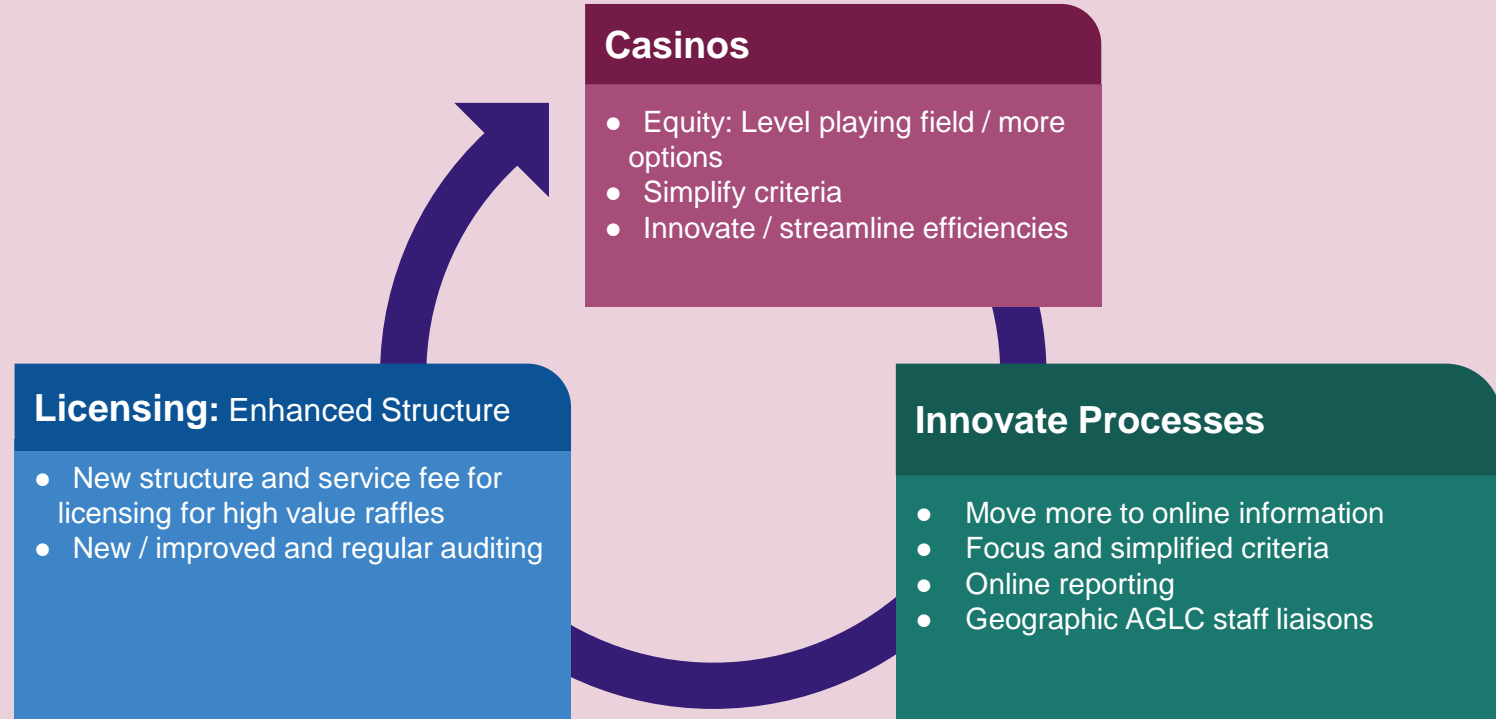 Casinos
● Equity: Level playing field / more
options
● Simplify criteria
● Innovate / streamline efficiencies
Licensing: Enhanced Structure
● New structure and service fee for
licensing for high value raffles
● New / improved and regular auditing
Innovate Processes
● Move more to online information
● Focus and simplified criteria
● Online reporting
● Geographic AGLC staff liaisons